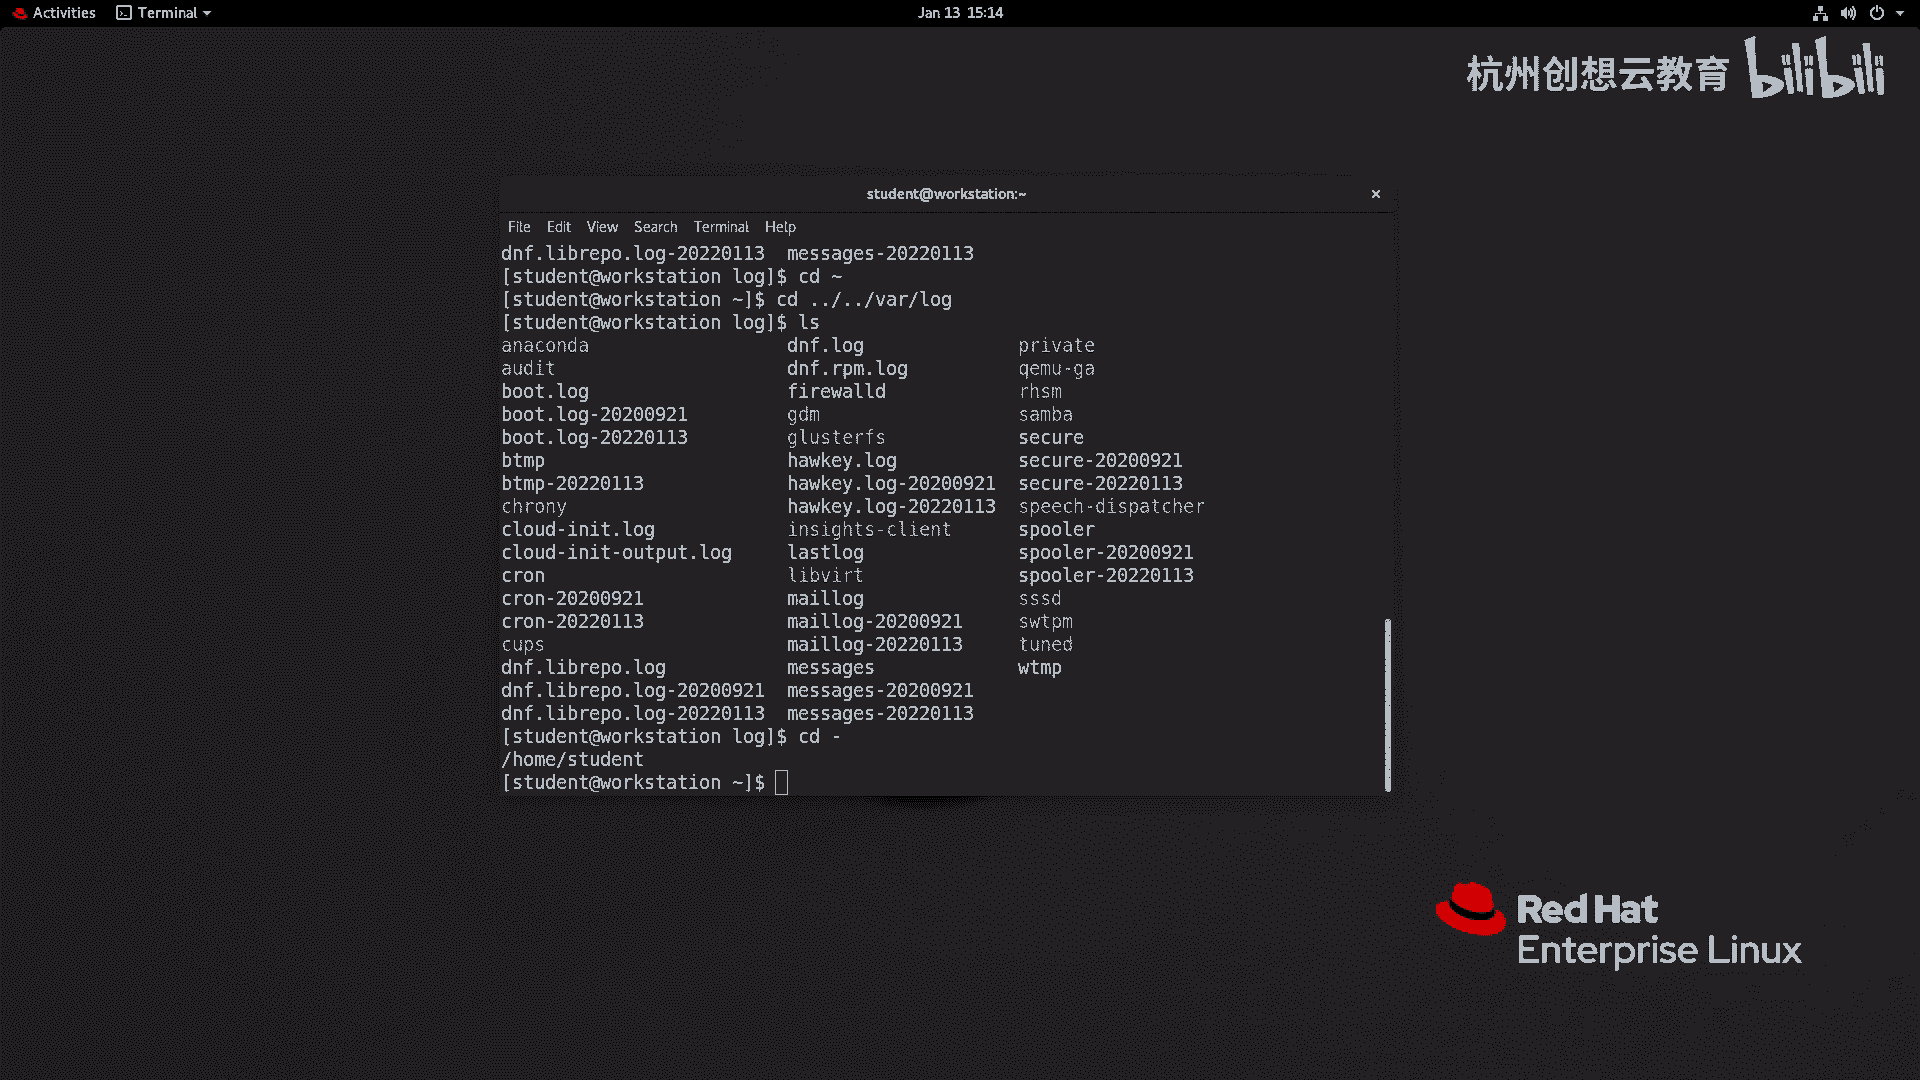 Activities Terminal Jan 13 15:14
杭州创想云教育 bilibili
student@workstation:~ ×
File Edit View Search Terminal Help
dnf.librepo.log-20220113 messages-20220113
[student@workstation log]$ cd ~
[student@workstation ~]$ cd ../../var/log
[student@workstation log]$ ls
anaconda dnf.log private
audit dnf.rpm.log qemu-ga
boot.log firewalld rhsm
boot.log-20200921 gdm samba
boot.log-20220113 glusterfs secure
btmp hawkey.log secure-20200921
btmp-20220113 hawkey.log-20200921 secure-20220113
chrony hawkey.log-20220113 speech-dispatcher
cloud-init.log insights-client spooler
cloud-init-output.log lastlog spooler-20200921
cron libvirt spooler-20220113
cron-20200921 maillog sssd
cron-20220113 maillog-20200921 swtpm
cups maillog-20220113 tuned
dnf.librepo.log messages wtmp
dnf.librepo.log-20200921 messages-20200921
dnf.librepo.log-20220113 messages-20220113
[student@workstation log]$ cd -
/home/student
[student@workstation ~]$
Red Hat
Enterprise Linux